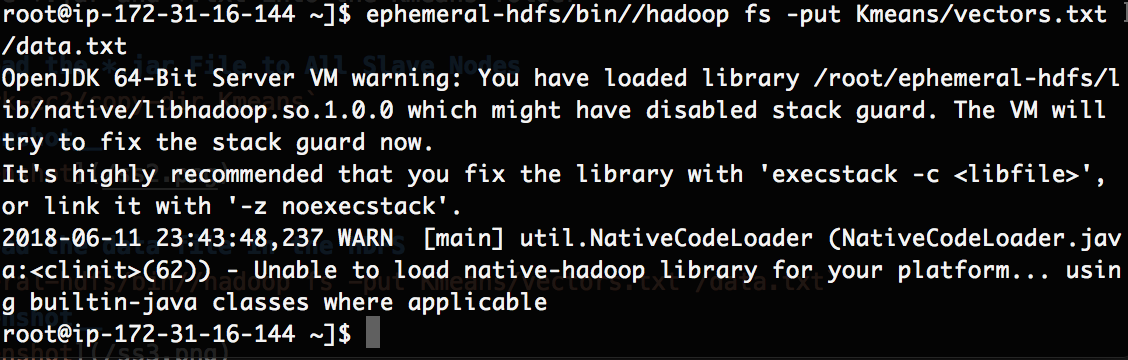 root@ip-172-31-16-144 ~]$ ephemeral-hdfs/bin//hadoop fs -put Kmeans/vectors.txt
/data.txt
OpenJDK 64-Bit Server VM warning: You have loaded library /root/ephemeral-hdfs/l
ib/native/libhadoop.so.1.0.0 which might have disabled stack guard. The VM will
try to fix the stack guard now.
It's highly recommended that you fix the library with 'execstack -c <libfile>',
or link it with '-z noexecstack'.
2018-06-11 23:43:48,237 WARN  [main] util.NativeCodeLoader (NativeCodeLoader.jav
a:<clinit>(62)) - Unable to load native-hadoop library for your platform... usin
g builtin-java classes where applicable
root@ip-172-31-16-144 ~]$